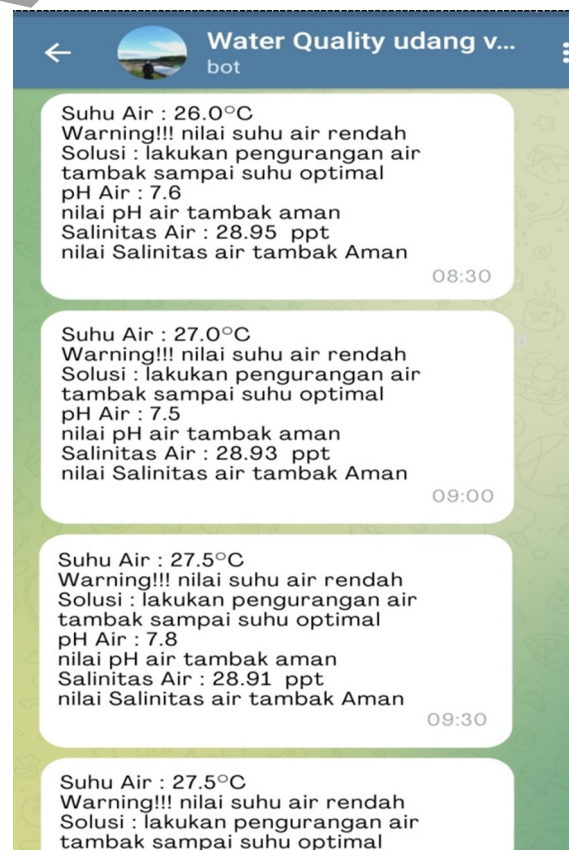 Water Quality udang v...
bot
Suhu Air : 26.0°C
Warning!!! nilai suhu air rendah
Solusi : lakukan pengurangan air
tambak sampai suhu optimal
pH Air : 7.6
nilai pH air tambak aman
Salinitas Air : 28.95 ppt
nilai Salinitas air tambak Aman
08:30
Suhu Air : 27.0°C
Warning!!! nilai suhu air rendah
Solusi : lakukan pengurangan air
tambak sampai suhu optimal
pH Air : 7.5
nilai pH air tambak aman
Salinitas Air : 28.93 ppt
nilai Salinitas air tambak Aman
09:00
Suhu Air : 27.5°C
Warning!!! nilai suhu air rendah
Solusi : lakukan pengurangan air
tambak sampai suhu optimal
pH Air : 7.8
nilai pH air tambak aman
Salinitas Air : 28.91 ppt
nilai Salinitas air tambak Aman
09:30
Suhu Air : 27.5°C
Warning!!! nilai suhu air rendah
Solusi : lakukan pengurangan air
tambak sampai suhu optimal